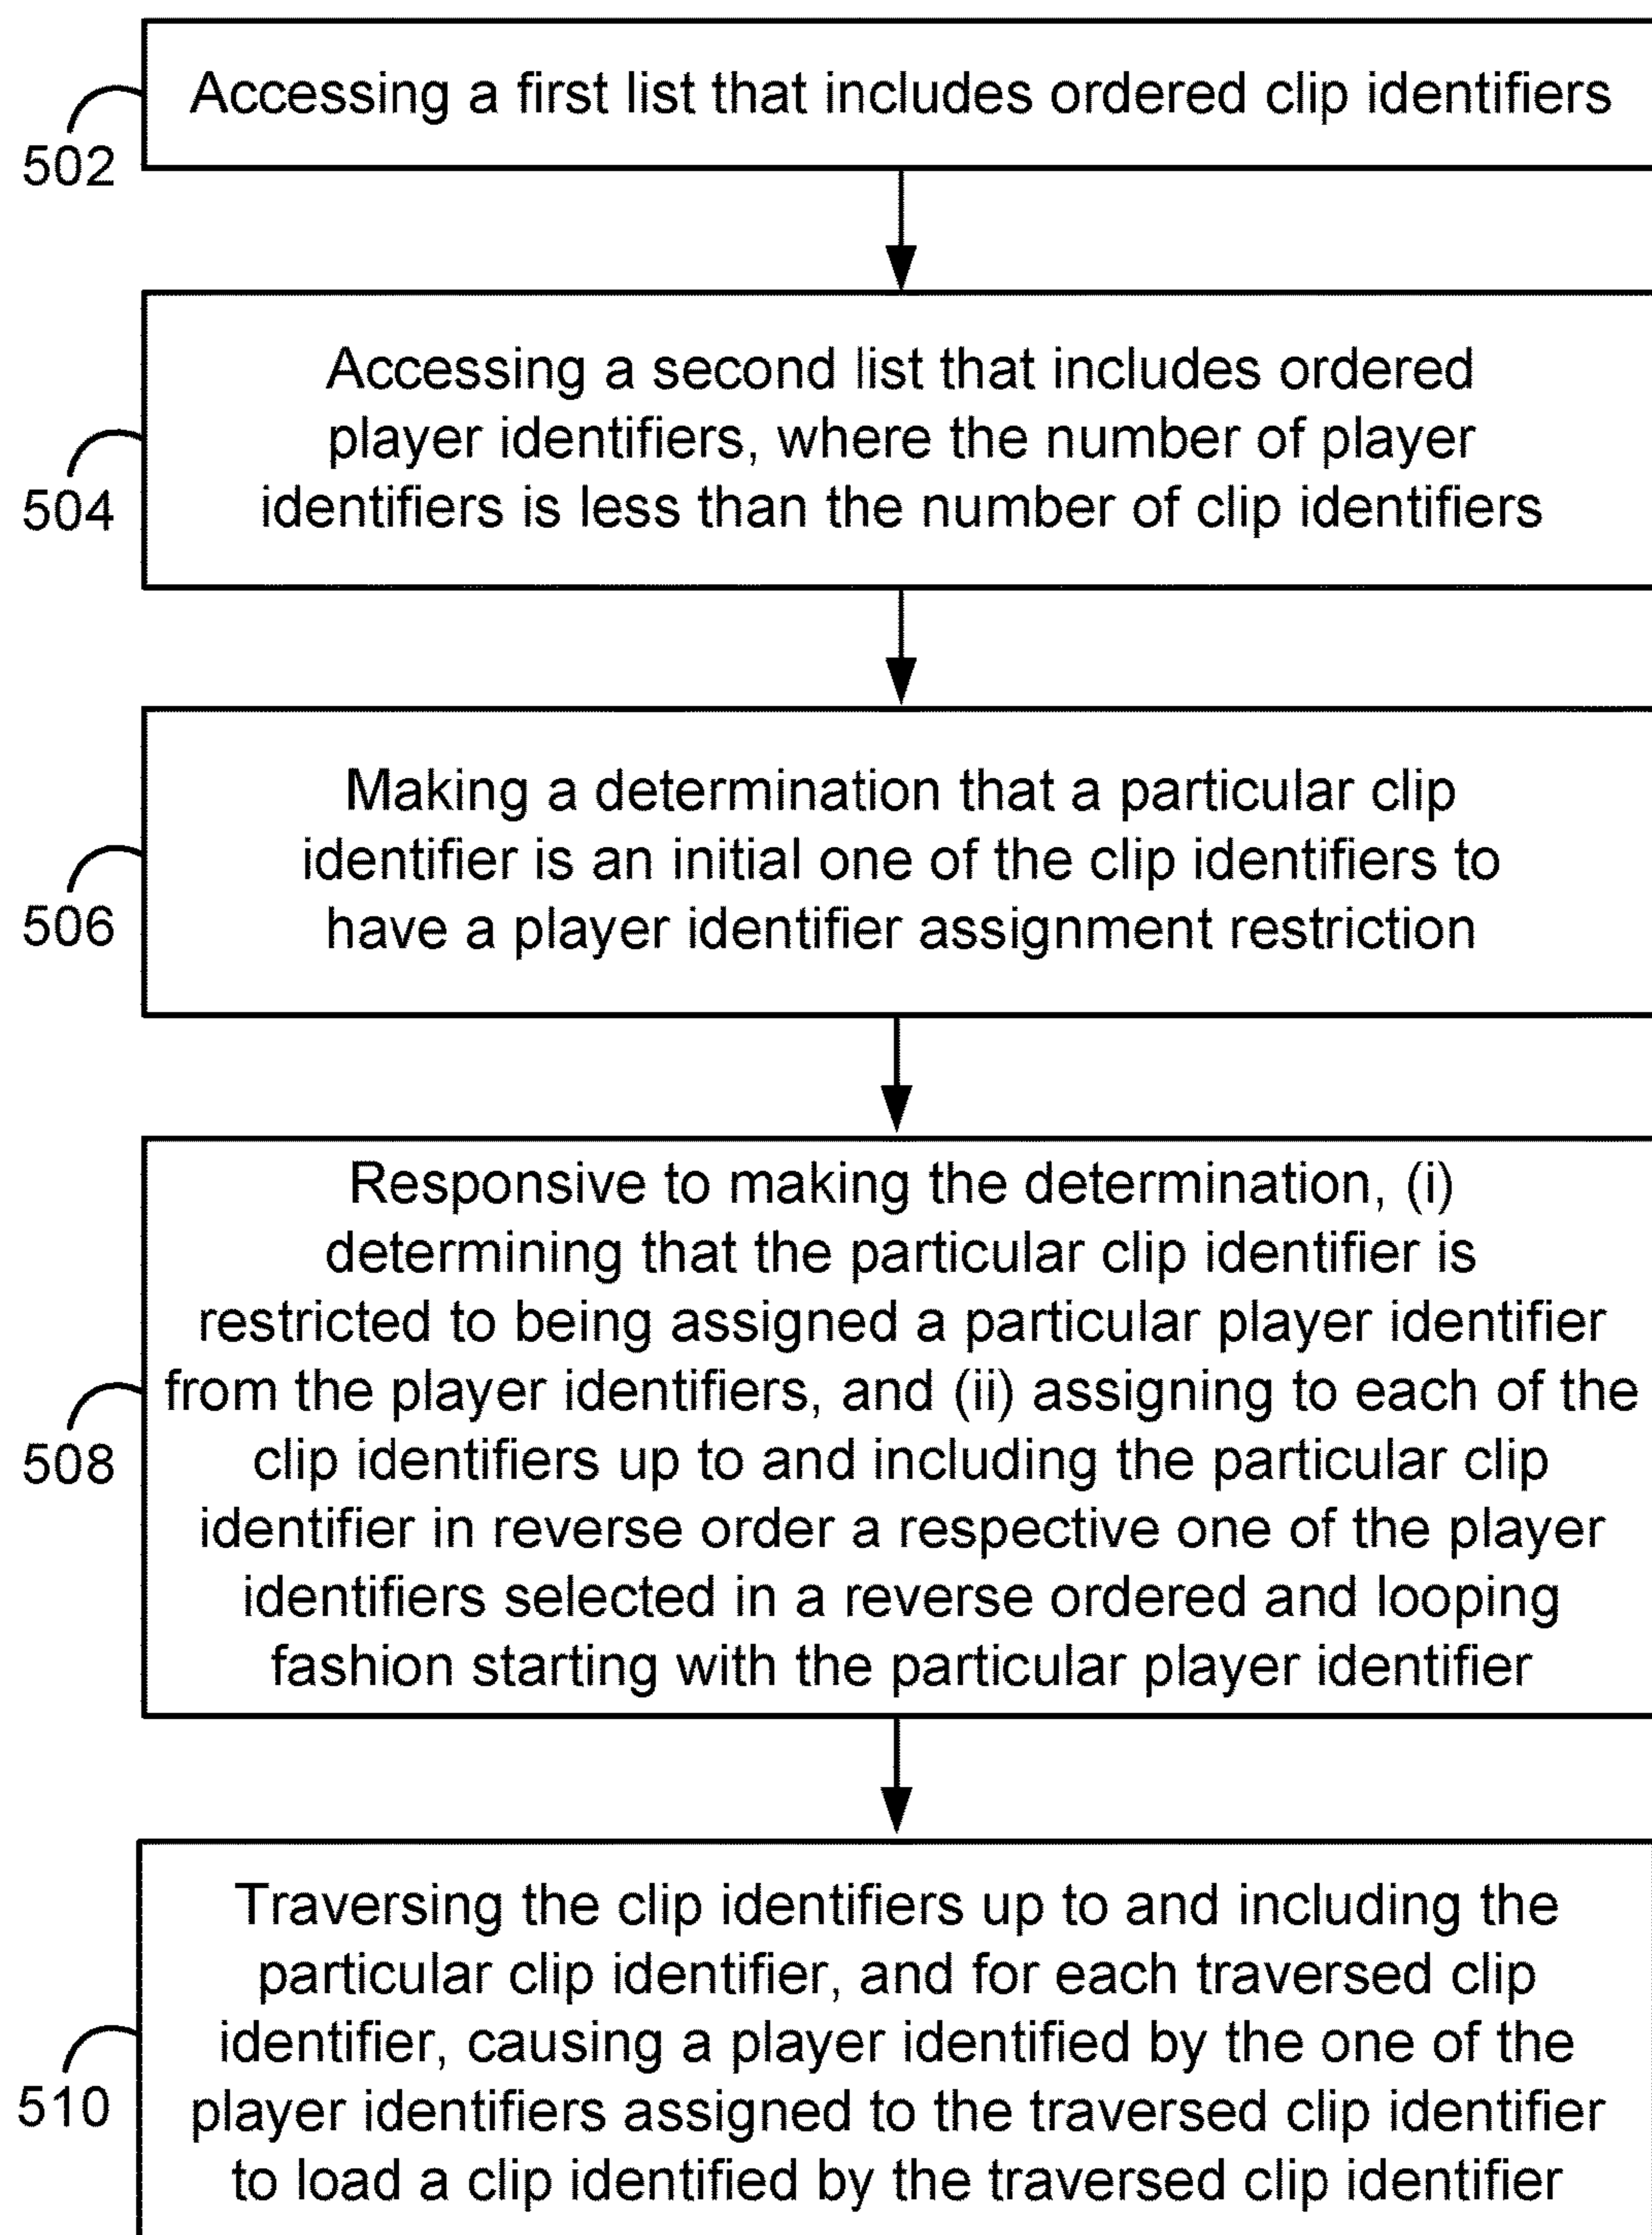 Accessing a first list that includes ordered clip identifiers
502
Accessing a second list that includes ordered
player identifiers, where the number of player
identifiers is less than the number of clip identifiers
504
Making a determination that a particular clip
identifier is an initial one of the clip identifiers to
have a player identifier assignment restriction
506
Responsive to making the determination, (i)
determining that the particular clip identifier is
restricted to being assigned a particular player identifier
from the player identifiers, and (ii) assigning to each of the
clip identifiers up to and including the particular clip
identifier in reverse order a respective one of the player
identifiers selected in a reverse ordered and looping
fashion starting with the particular player identifier
508
Traversing the clip identifiers up to and including the
particular clip identifier, and for each traversed clip
identifier, causing a player identified by the one of the
player identifiers assigned to the traversed clip identifier
to load a clip identified by the traversed clip identifier
510